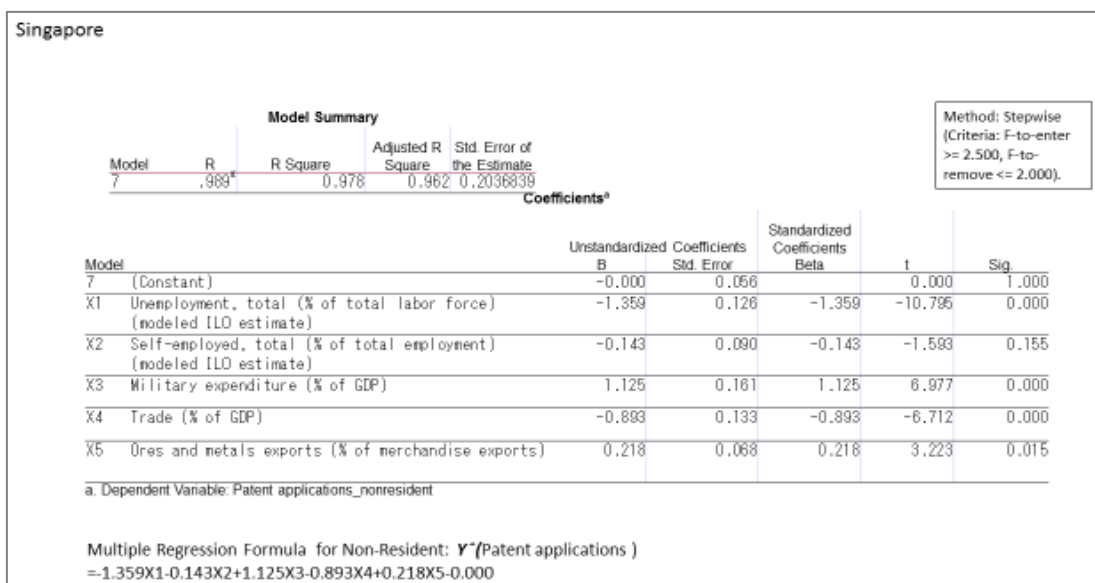 Singapore
Method: Stepwise
(Criteria: F-to-enter
>= 2.500, F-to-
remove <= 2.000).
Model Summary
Model R R Square Adjusted R Square Std. Error of the Estimate
7 .989 0.978 0.962 0.2036839
Coefficientsᵃ
Model Unstandardized Coefficients Standardized Coefficients t Sig.
B Std. Error Beta
7 (Constant) -0.000 0.056 0.000 1.000
X1 Unemployment, total (% of total labor force) -1.359 0.126 -1.359 -10.795 0.000
(modeled ILO estimate)
X2 Self-employed, total (% of total employment) -0.143 0.090 -0.143 -1.593 0.155
(modeled ILO estimate)
X3 Military expenditure (% of GDP) 1.125 0.161 1.125 6.977 0.000
X4 Trade (% of GDP) -0.893 0.133 -0.893 -6.712 0.000
X5 Ores and metals exports (% of merchandise exports) 0.218 0.068 0.218 3.223 0.015
a. Dependent Variable: Patent applications_nonresident
Multiple Regression Formula for Non-Resident: Yˆ(Patent applications )
=-1.359X1-0.143X2+1.125X3-0.893X4+0.218X5-0.000